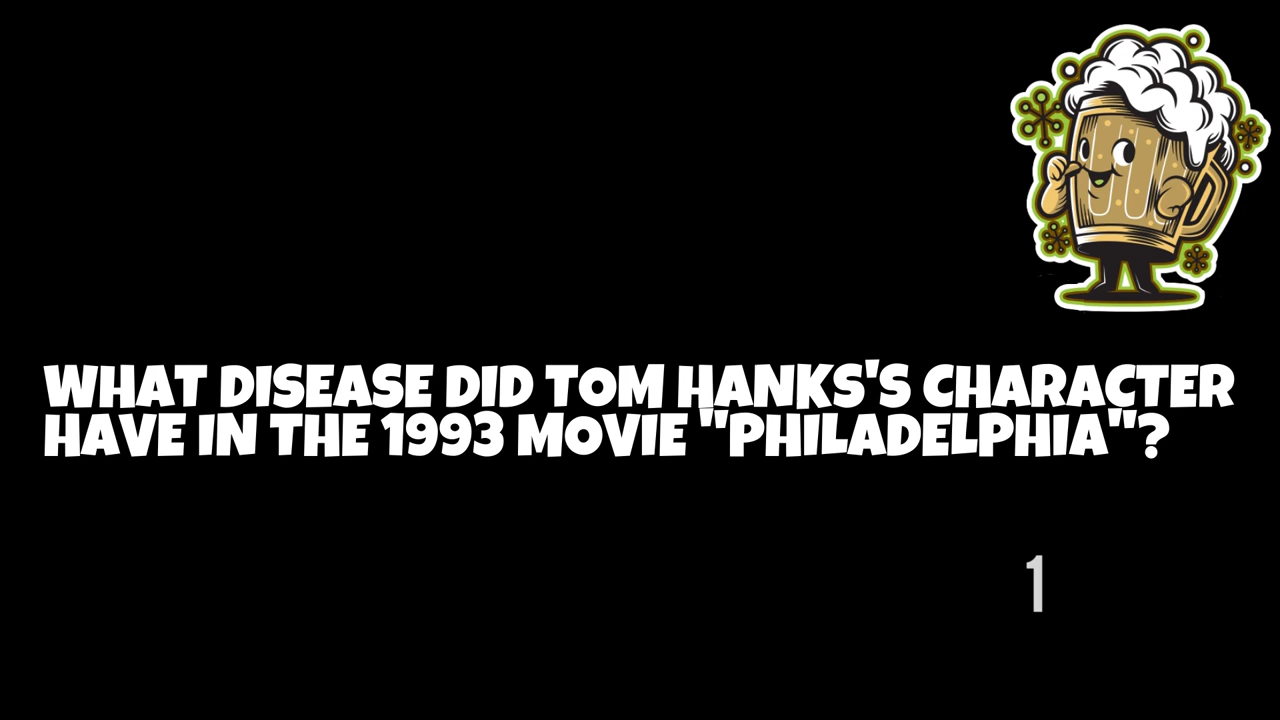 WHAT DISEASE DID TOM HANKS'S CHARACTER
HAVE IN THE 1993 MOVIE "PHILADELPHIA"?
1